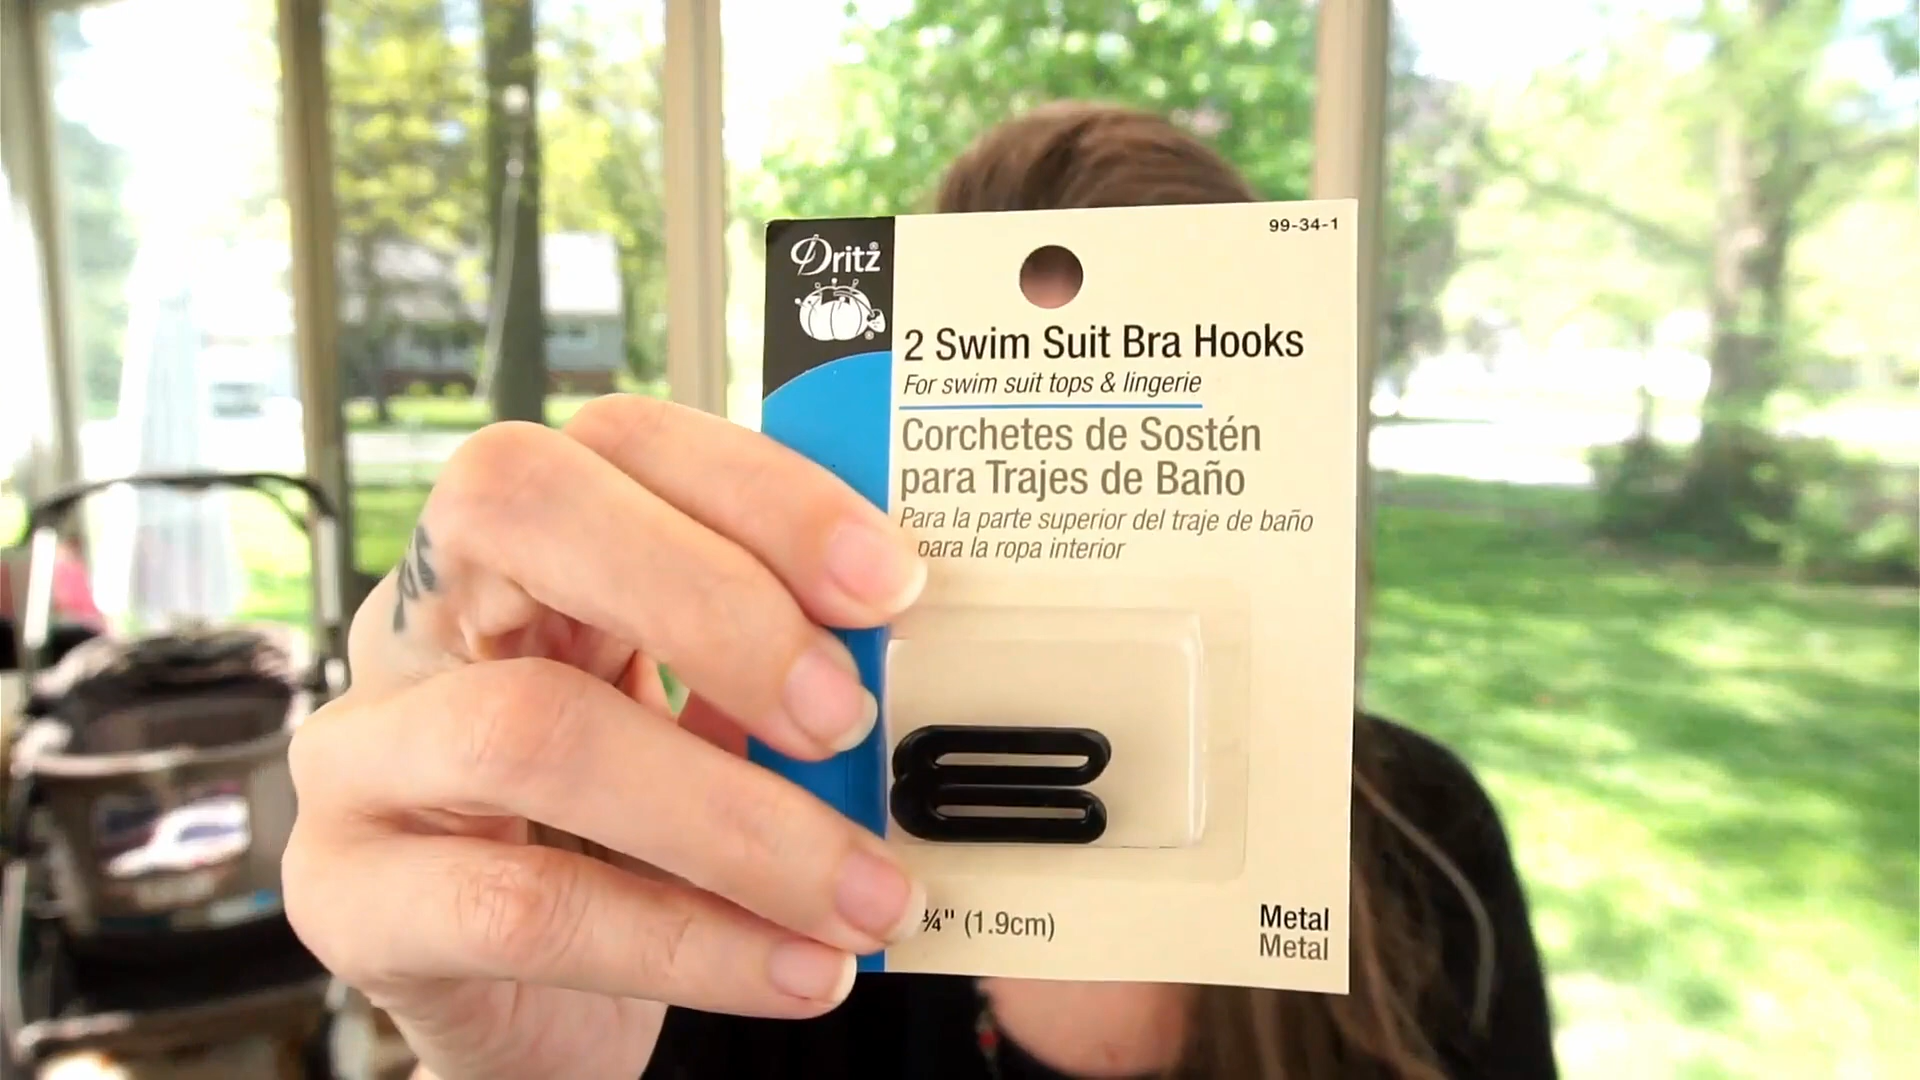 99-34-1
Dritz®
2 Swim Suit Bra Hooks
For swim suit tops & lingerie
Corchetes de Sostén
para Trajes de Baño
Para la parte superior del traje de baño
para la ropa interior
¾" (1.9cm)
Metal
Metal